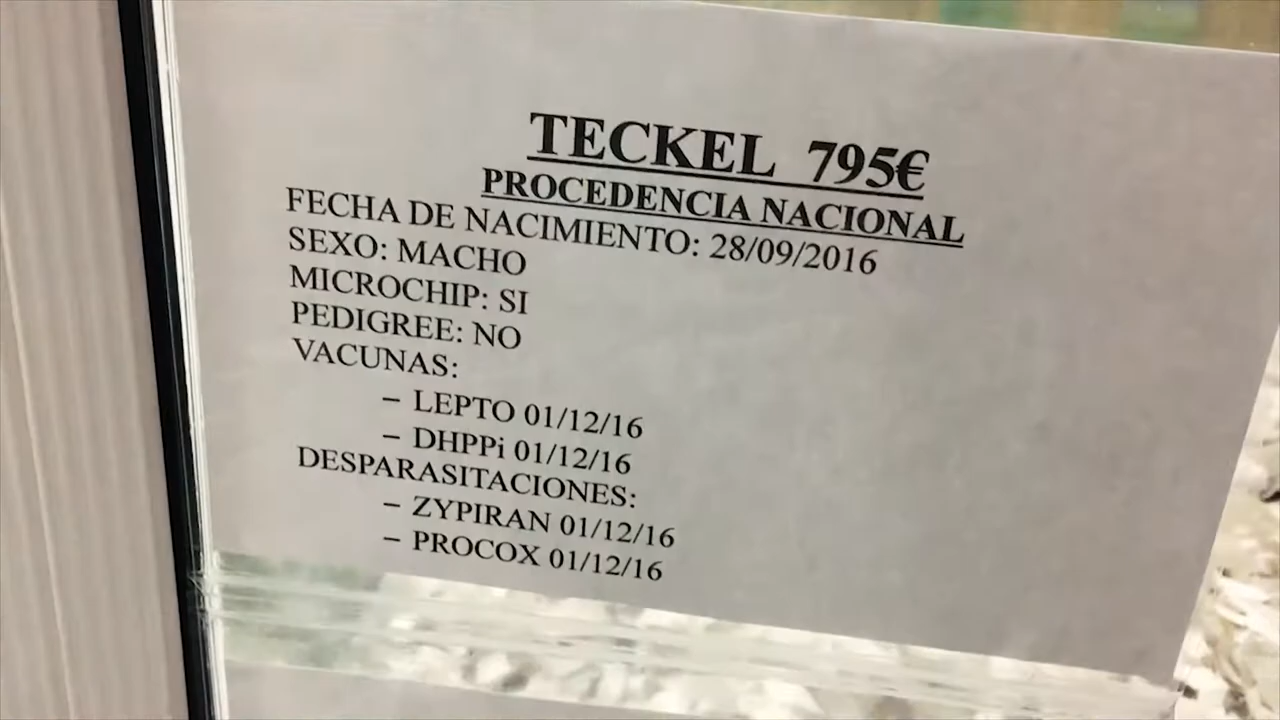 TECKEL 795€
PROCEDENCIA NACIONAL
FECHA DE NACIMIENTO: 28/09/2016
SEXO: MACHO
MICROCHIP: SI
PEDIGREE: NO
VACUNAS:
– LEPTO 01/12/16
– DHPPi 01/12/16
DESPARASITACIONES:
– ZYPIRAN 01/12/16
– PROCOX 01/12/16